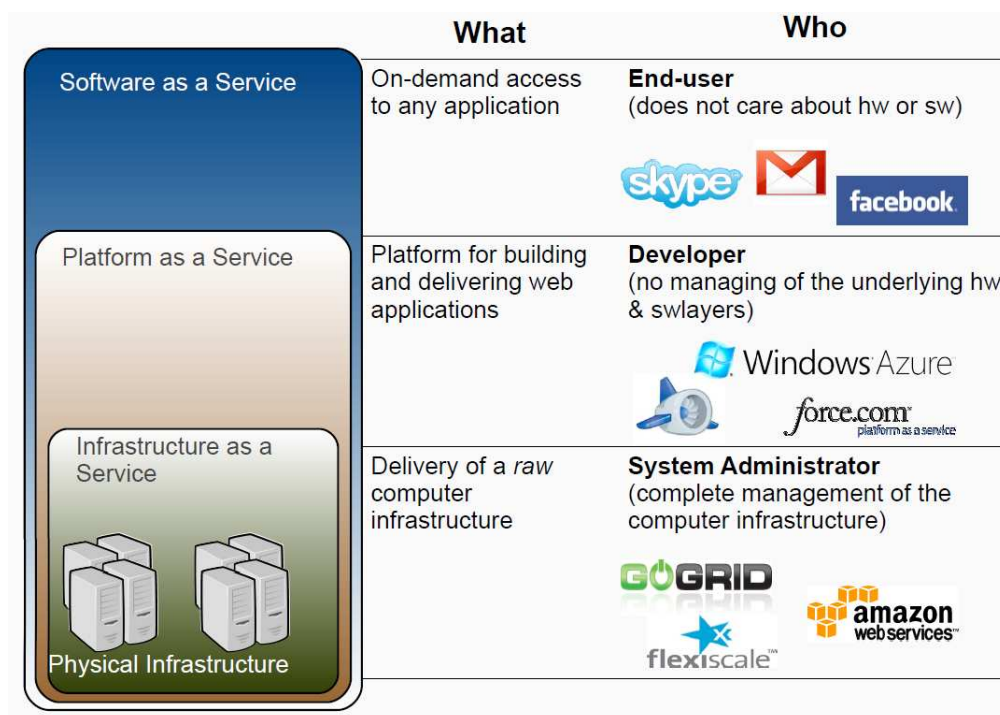 What
Who
Software as a Service
On-demand access
to any application
End-user
(does not care about hw or sw)
skype
facebook
Platform as a Service
Platform for building
and delivering web
applications
Developer
(no managing of the underlying hw
& swlayers)
Windows Azure
force.com
platform as a service
Infrastructure as a
Service
Delivery of a raw
computer
infrastructure
System Administrator
(complete management of the
computer infrastructure)
GOGRID
amazon
webservices™
flexiscale™
Physical Infrastructure